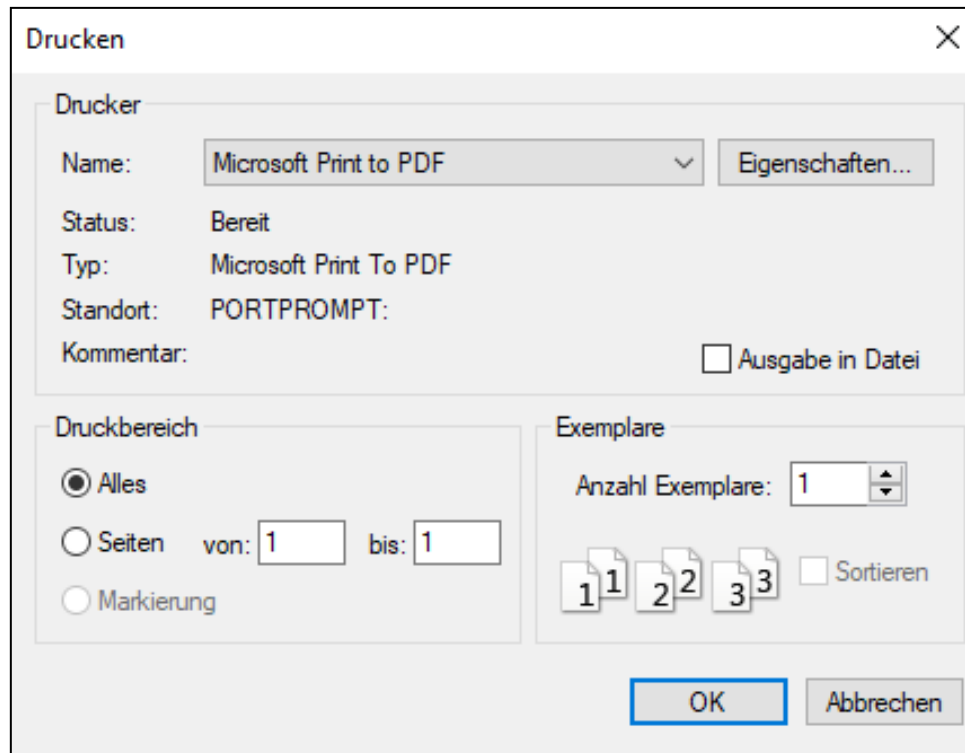 Drucken
Drucker
Name: Microsoft Print to PDF Eigenschaften...
Status: Bereit
Typ: Microsoft Print To PDF
Standort: PORTPROMPT:
Kommentar: Ausgabe in Datei
Druckbereich
Alles
Seiten von: 1 bis: 1
Markierung
Exemplare
Anzahl Exemplare: 1
1 1 2 2 3 3 Sortieren
OK Abbrechen